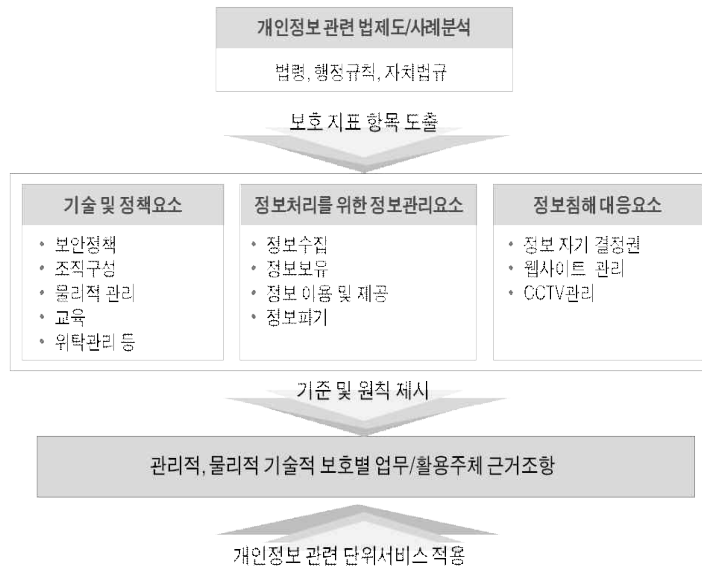 개인정보 관련 법제도/사례분석
법령, 행정규칙, 자치법규
보호 지표 항목 도출
기술 및 정책요소
• 보안정책
• 조직구성
• 물리적 관리
• 교육
• 위탁관리 등
정보처리를 위한 정보관리요소
• 정보수집
• 정보보유
• 정보 이용 및 제공
• 정보파기
정보침해 대응요소
• 정보 자기 결정권
• 웹사이트 관리
• CCTV관리
기준 및 원칙 제시
관리적, 물리적 기술적 보호별 업무/활용주체 근거조항
개인정보 관련 단위서비스 적용